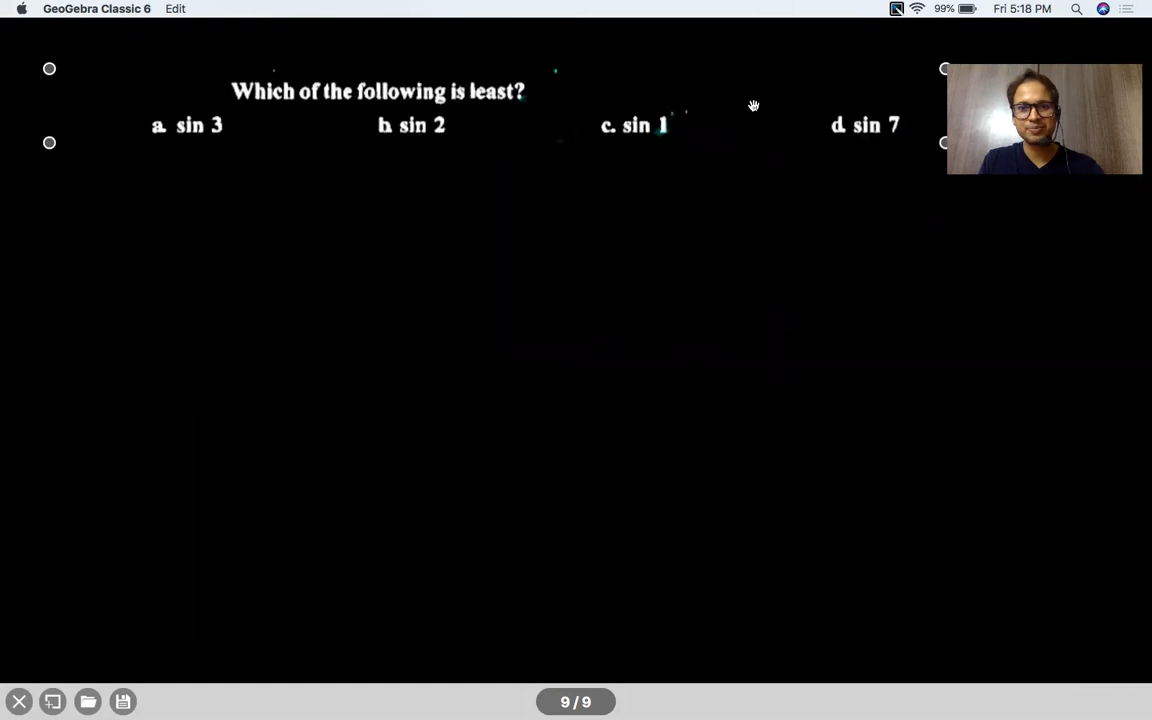 GeoGebra Classic 6 Edit 99% Fri 5:18 PM
Which of the following is least?
a. sin 3 b. sin 2 c. sin 1 d. sin 7
9 / 9